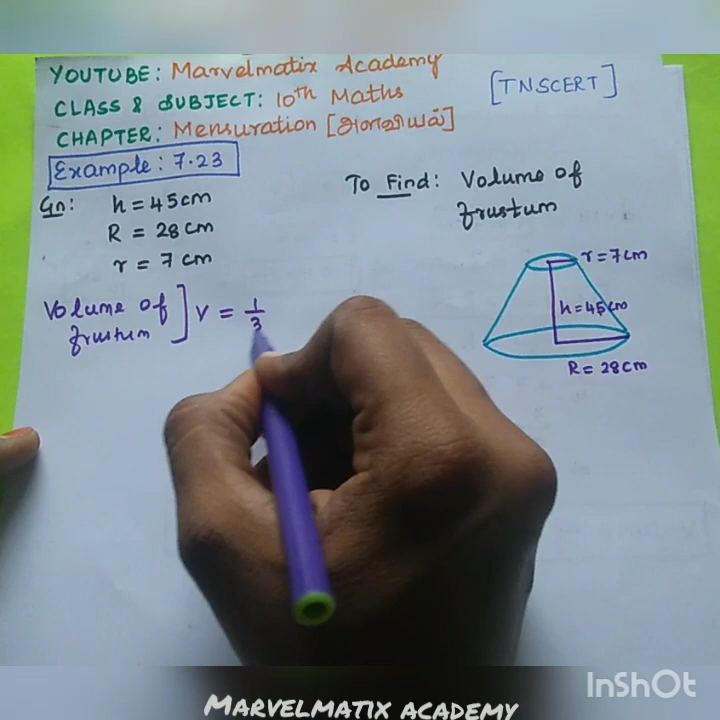 YOUTUBE: Marvelmatix Academy
CLASS & SUBJECT: 10th Maths
[TNSCERT]
CHAPTER: Mensuration [அளவியல்]
Example: 7.23
Gn: h = 45cm
R = 28 cm
r = 7 cm
To Find: Volume of
frustum
r = 7cm
h = 45cm
R = 28cm
Volume of
frustum ] V = 1/3
InShOt
MARVELMATIX ACADEMY